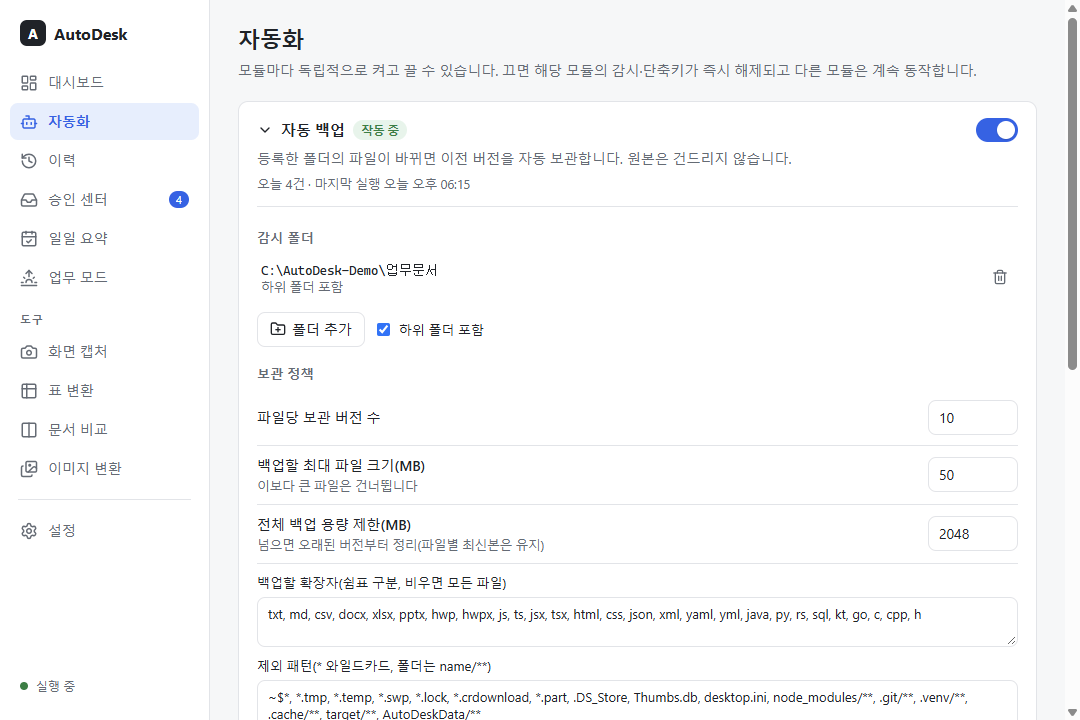 A AutoDesk
대시보드
자동화
이력
승인 센터 4
일일 요약
업무 모드
도구
화면 캡처
표 변환
문서 비교
이미지 변환
설정
실행 중
자동화
모듈마다 독립적으로 켜고 끌 수 있습니다. 끄면 해당 모듈의 감시·단축키가 즉시 해제되고 다른 모듈은 계속 동작합니다.
자동 백업 작동 중
등록한 폴더의 파일이 바뀌면 이전 버전을 자동 보관합니다. 원본은 건드리지 않습니다.
오늘 4건 · 마지막 실행 오늘 오후 06:15
감시 폴더
C:\AutoDesk-Demo\업무문서
하위 폴더 포함
폴더 추가 하위 폴더 포함
보관 정책
파일당 보관 버전 수 10
백업할 최대 파일 크기(MB) 50
이보다 큰 파일은 건너뜁니다
전체 백업 용량 제한(MB) 2048
넘으면 오래된 버전부터 정리(파일별 최신본은 유지)
백업할 확장자(쉼표 구분, 비우면 모든 파일)
txt, md, csv, docx, xlsx, pptx, hwp, hwpx, js, ts, jsx, tsx, html, css, json, xml, yaml, yml, java, py, rs, sql, kt, go, c, cpp, h
제외 패턴(* 와일드카드, 폴더는 name/**)
~$*, *.tmp, *.temp, *.swp, *.lock, *.crdownload, *.part, .DS_Store, Thumbs.db, desktop.ini, node_modules/**, .git/**, .venv/**,
.cache/**, target/**, AutoDeskData/**